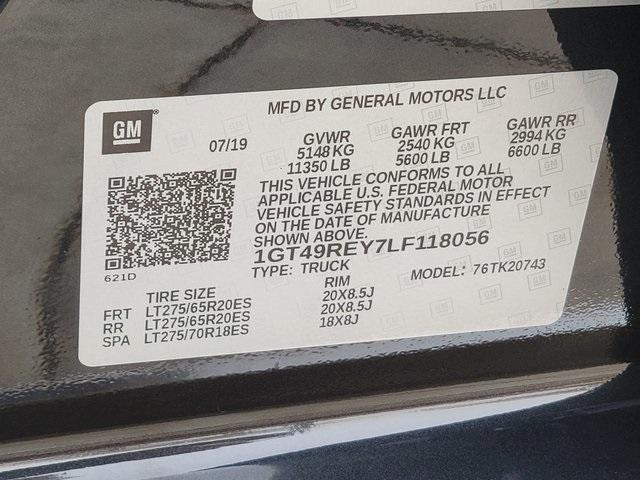 MFD BY GENERAL MOTORS LLC
GM
07/19
GVWR
5148 KG
11350 LB
GAWR FRT
2540 KG
5600 LB
GAWR RR
2994 KG
6600 LB
THIS VEHICLE CONFORMS TO ALL
APPLICABLE U.S. FEDERAL MOTOR
VEHICLE SAFETY STANDARDS IN EFFECT
ON THE DATE OF MANUFACTURE
SHOWN ABOVE.
1GT49REY7LF118056
TYPE: TRUCK
MODEL: 76TK20743
621D
TIRE SIZE RIM
FRT LT275/65R20ES 20X8.5J
RR LT275/65R20ES 20X8.5J
SPA LT275/70R18ES 18X8J